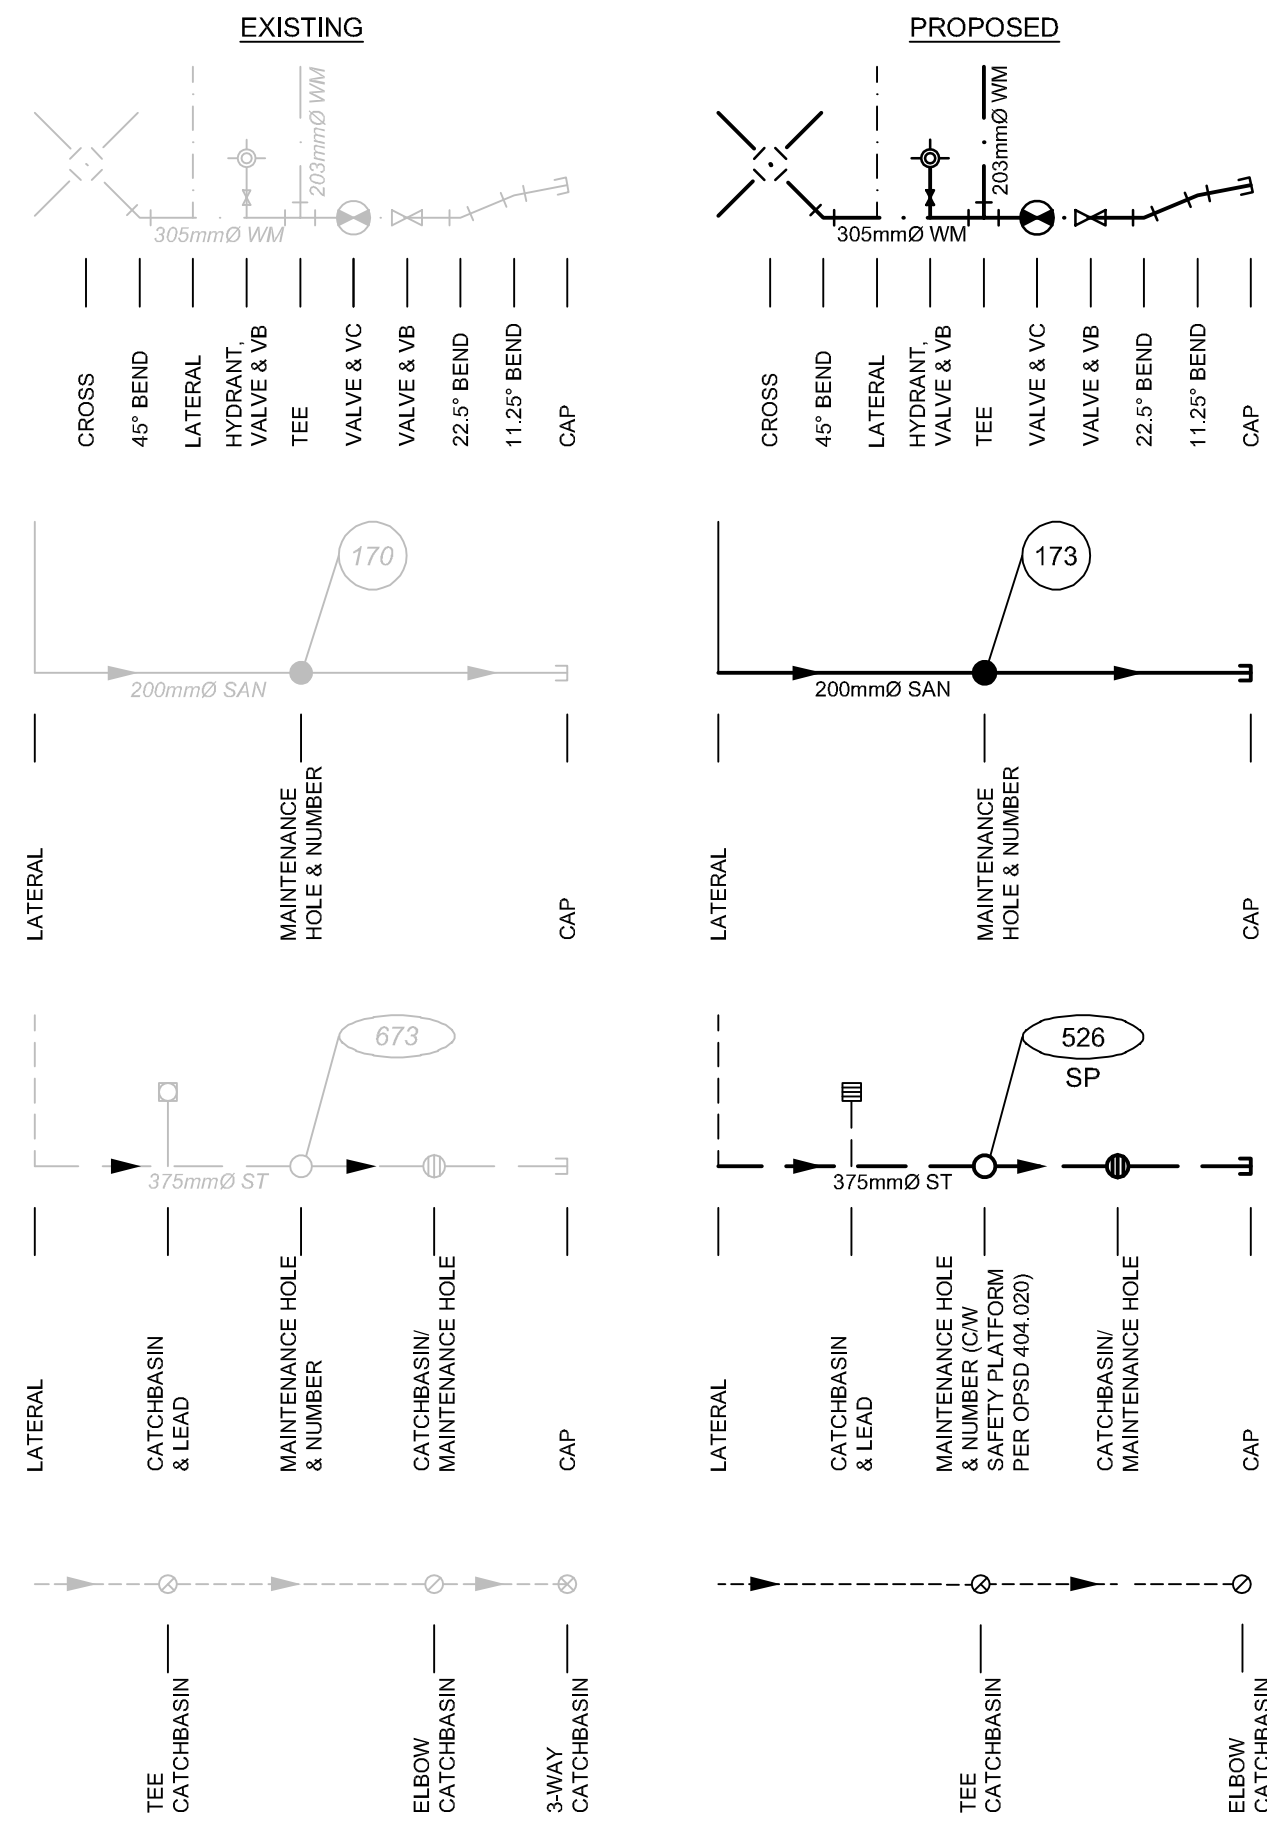 EXISTING
PROPOSED
203mmØ WM
305mmØ WM
203mmØ WM
305mmØ WM
CROSS
45° BEND
LATERAL
HYDRANT,
VALVE & VB
TEE
VALVE & VC
VALVE & VB
22.5° BEND
11.25° BEND
CAP
CROSS
45° BEND
LATERAL
HYDRANT,
VALVE & VB
TEE
VALVE & VC
VALVE & VB
22.5° BEND
11.25° BEND
CAP
170
200mmØ SAN
173
200mmØ SAN
LATERAL
MAINTENANCE
HOLE & NUMBER
CAP
LATERAL
MAINTENANCE
HOLE & NUMBER
CAP
673
375mmØ ST
526
SP
375mmØ ST
LATERAL
CATCHBASIN
& LEAD
MAINTENANCE HOLE
& NUMBER
CATCHBASIN/
MAINTENANCE HOLE
CAP
LATERAL
CATCHBASIN
& LEAD
MAINTENANCE HOLE
& NUMBER (C/W
SAFETY PLATFORM
PER OPSD 404.020)
CATCHBASIN/
MAINTENANCE HOLE
CAP
TEE
CATCHBASIN
ELBOW
CATCHBASIN
3-WAY
CATCHBASIN
TEE
CATCHBASIN
ELBOW
CATCHBASIN